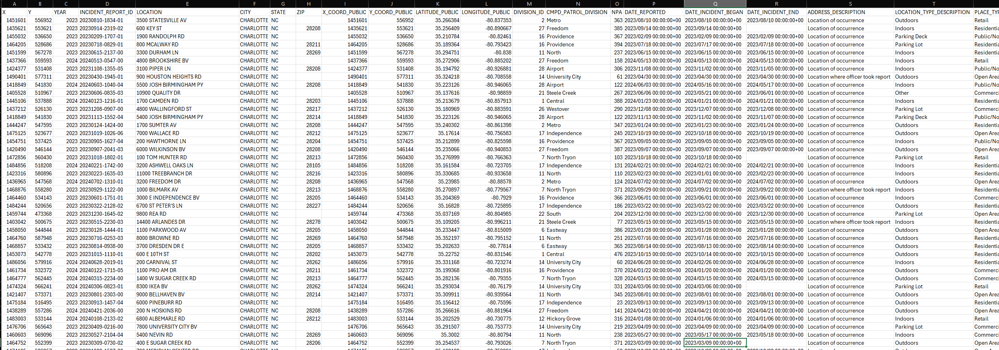 A B C D E F G H I J K L M N O P Q R S T
X Y YEAR INCIDENT_REPORT_ID LOCATION CITY STATE ZIP X_COORD_PUBLIC Y_COORD_PUBLIC LATITUDE_PUBLIC LONGITUDE_PUBLIC DIVISION_ID CMPD_PATROL_DIVISION NPA DATE_REPORTED DATE_INCIDENT_BEGAN DATE_INCIDENT_END ADDRESS_DESCRIPTION LOCATION_TYPE_DESCRIPTION PLACE_TY
1451601 556952 2023 20230810-1834-01 3500 STATESVILLE AV CHARLOTTE NC 1451601 556952 35.266384 -80.837353 2 Metro 363 2023/08/10 00:00:00+00 2023/08/10 00:00:00+00 2023/08/10 00:00:00+00 Location of occurrence Outdoors Retail
1435621 553621 2023 20230914-2319-02 600 KEY ST CHARLOTTE NC 28208 1435621 553621 35.256409 -80.890667 27 Freedom 385 2023/09/14 00:00:00+00 2023/09/14 00:00:00+00 Location of occurrence Indoors Residentia
1455032 536650 2023 20230209-1707-01 1900 RANDOLPH RD CHARLOTTE NC 1455032 536650 35.210784 -80.82461 16 Providence 367 2023/02/09 00:00:00+00 2023/02/09 00:00:00+00 2023/02/09 00:00:00+00 Location of occurrence Parking Deck Public/No
1464205 528686 2023 20230718-0829-01 800 MCALWAY RD CHARLOTTE NC 28211 1464205 528686 35.189364 -80.793423 16 Providence 394 2023/07/18 00:00:00+00 2023/07/17 00:00:00+00 2023/07/18 00:00:00+00 Location of occurrence Parking Lot Residentia
1451599 567278 2023 20230615-2137-00 3300 DURHAM LN CHARLOTTE NC 28269 1451599 567278 35.294751 -80.838 11 North 237 2023/06/15 00:00:00+00 2023/06/15 00:00:00+00 2023/06/15 00:00:00+00 Location of occurrence Indoors Residentia
1437366 559593 2024 20240513-0547-00 4800 BROOKSHIRE BV CHARLOTTE NC 1437366 559593 35.272906 -80.885202 27 Freedom 158 2024/05/13 00:00:00+00 2024/05/13 00:00:00+00 2024/05/13 00:00:00+00 Location of occurrence Indoors Retail
1424377 531408 2023 20231108-1355-05 3100 PIPER LN CHARLOTTE NC 28208 1424377 531408 35.194792 -80.926881 28 Airport 306 2023/11/08 00:00:00+00 2023/11/02 00:00:00+00 2023/11/05 00:00:00+00 Location of occurrence Indoors Public/No
1490401 577311 2023 20230430-1945-01 900 HOUSTON HEIGHTS RD CHARLOTTE NC 1490401 577311 35.324218 -80.708558 14 University City 61 2023/04/30 00:00:00+00 2023/04/30 00:00:00+00 2023/04/30 00:00:00+00 Location where officer took report Outdoors Open Area
1418849 541830 2024 20240603-1040-04 5500 JOSH BIRMINGHAM PY CHARLOTTE NC 28208 1418849 541830 35.223126 -80.946065 28 Airport 122 2024/06/03 00:00:00+00 2024/05/16 00:00:00+00 2024/05/17 00:00:00+00 Location of occurrence Indoors Public/No
1405528 510967 2023 20230606-0835-03 10900 QUALITY DR CHARLOTTE NC 1405528 510967 35.137616 -80.98859 21 Steele Creek 267 2023/06/06 00:00:00+00 2023/05/21 00:00:00+00 2023/06/01 00:00:00+00 Location of occurrence Other Commerci
1445106 537888 2024 20240123-1216-01 1700 CAMDEN RD CHARLOTTE NC 28203 1445106 537888 35.213679 -80.857913 1 Central 388 2024/01/23 00:00:00+00 2024/01/21 00:00:00+00 2024/01/21 00:00:00+00 Location of occurrence Indoors Residentia
1437212 526130 2023 20231208-0907-00 4800 WALLINGFORD ST CHARLOTTE NC 28217 1437212 526130 35.180969 -80.883591 26 Westover 290 2023/12/08 00:00:00+00 2023/12/07 00:00:00+00 2023/12/08 00:00:00+00 Location of occurrence Parking Lot Commerci
1418849 541830 2023 20231113-1552-04 5400 JOSH BIRMINGHAM PY CHARLOTTE NC 28214 1418849 541830 35.223126 -80.946065 28 Airport 122 2023/11/13 00:00:00+00 2023/11/02 00:00:00+00 2023/11/07 00:00:00+00 Location of occurrence Parking Deck Public/No
1444247 547595 2023 20230124-1424-00 1700 SUMTER AV CHARLOTTE NC 28208 1444247 547595 35.240302 -80.861398 2 Metro 347 2023/01/24 00:00:00+00 2023/01/23 00:00:00+00 2023/01/24 00:00:00+00 Location of occurrence Outdoors Residentia
1475125 523677 2023 20231019-1026-06 7000 WALLACE RD CHARLOTTE NC 28212 1475125 523677 35.17614 -80.756583 17 Independence 245 2023/10/19 00:00:00+00 2023/10/18 00:00:00+00 2023/10/19 00:00:00+00 Location of occurrence Outdoors Open Area
1454751 537425 2023 20230905-1627-04 200 HAWTHORNE LN CHARLOTTE NC 28204 1454751 537425 35.212899 -80.825598 16 Providence 367 2023/09/05 00:00:00+00 2023/09/05 00:00:00+00 2023/09/05 00:00:00+00 Location of occurrence Indoors Public/No
1420490 546144 2023 20230907-2041-03 6000 WILKINSON BV CHARLOTTE NC 28208 1420490 546144 35.235066 -80.940853 27 Freedom 387 2023/09/07 00:00:00+00 2023/09/07 00:00:00+00 2023/09/07 00:00:00+00 Location of occurrence Outdoors Open Area
1472856 560430 2023 20231018-1802-01 100 TOM HUNTER RD CHARLOTTE NC 28213 1472856 560430 35.276999 -80.766363 7 North Tryon 103 2023/10/18 00:00:00+00 2023/10/18 00:00:00+00 Location of occurrence Parking Lot Retail
1484856 518208 2024 20240221-1742-00 3200 ASHWELL OAKS LN CHARLOTTE NC 28105 1484856 518208 35.161584 -80.723705 17 Independence 131 2024/02/21 00:00:00+00 2024/02/21 00:00:00+00 2024/02/21 00:00:00+00 Location of occurrence Indoors Residentia
1423316 580896 2023 20230223-1635-03 11000 TREEBRANCH DR CHARLOTTE NC 28216 1423316 580896 35.330685 -80.933658 11 North 110 2023/02/23 00:00:00+00 2023/01/01 00:00:00+00 2023/02/23 00:00:00+00 Location of occurrence Indoors Residentia
1436965 547568 2024 20240702-1310-01 3200 FREEDOM DR CHARLOTTE NC 28208 1436965 547568 35.23985 -80.88578 2 Metro 124 2024/07/02 00:00:00+00 2024/07/02 00:00:00+00 2024/07/02 00:00:00+00 Location of occurrence Outdoors Open Area
1468876 558280 2023 20230929-1122-00 1000 BILMARK AV CHARLOTTE NC 28213 1468876 558280 35.270897 -80.779567 7 North Tryon 371 2023/09/29 00:00:00+00 2023/09/21 00:00:00+00 2023/09/22 00:00:00+00 Location where officer took report Indoors Residentia
1464460 534143 2023 20230601-1751-01 3000 E INDEPENDENCE BV CHARLOTTE NC 28205 1464460 534143 35.204369 -80.7929 16 Providence 366 2023/06/01 00:00:00+00 2023/06/01 00:00:00+00 2023/06/01 00:00:00+00 Location of occurrence Indoors Commerci
1484244 520656 2023 20230322-2128-02 6700 ST PETER'S LN CHARLOTTE NC 28227 1484244 520656 35.16828 -80.725895 17 Independence 186 2023/03/22 00:00:00+00 2023/03/22 00:00:00+00 2023/03/22 00:00:00+00 Location of occurrence Outdoors Residentia
1459744 473368 2023 20231230-1645-02 9800 REA RD CHARLOTTE NC 1459744 473368 35.037169 -80.804985 22 South 204 2023/12/30 00:00:00+00 2023/12/30 00:00:00+00 2023/12/30 00:00:00+00 Location of occurrence Parking Lot Open Area
1403042 500675 2023 20230515-2230-03 14400 ARLANDES DR CHARLOTTE NC 28278 1403042 500675 35.109205 -80.996211 21 Steele Creek 77 2023/05/15 00:00:00+00 2023/05/15 00:00:00+00 2023/05/15 00:00:00+00 Location where officer took report Indoors Residentia
1458050 544844 2023 20230128-1444-01 1100 PARKWOOD AV CHARLOTTE NC 28205 1458050 544844 35.233447 -80.815009 6 Eastway 386 2023/01/28 00:00:00+00 2023/01/28 00:00:00+00 2023/01/28 00:00:00+00 Location of occurrence Outdoors Open Area
1464760 587948 2023 20230716-0253-03 8000 BROWNE RD CHARLOTTE NC 28269 1464760 587948 35.352197 -80.795152 11 North 251 2023/07/16 00:00:00+00 2023/07/16 00:00:00+00 2023/07/16 00:00:00+00 Location of occurrence Outdoors Residentia
1468857 533432 2023 20230814-0938-00 3700 DRESDEN DR E CHARLOTTE NC 28205 1468857 533432 35.202633 -80.77814 6 Eastway 365 2023/08/14 00:00:00+00 2023/08/13 00:00:00+00 2023/08/14 00:00:00+00 Location of occurrence Outdoors Residentia
1453073 542778 2023 20231015-1110-01 600 E 10TH ST CHARLOTTE NC 28202 1453073 542778 35.22752 -80.831546 1 Central 476 2023/10/15 00:00:00+00 2023/10/14 00:00:00+00 2023/10/15 00:00:00+00 Location of occurrence Outdoors Residentia
1486056 579916 2024 20240628-2019-01 200 CARNIVAL ST CHARLOTTE NC 28262 1486056 579916 35.331168 -80.723274 14 University City 60 2024/06/28 00:00:00+00 2024/02/26 00:00:00+00 2024/06/28 00:00:00+00 Location of occurrence Indoors Residentia
1461734 532372 2024 20240122-1715-05 1100 PRO AM DR CHARLOTTE NC 28211 1461734 532372 35.199368 -80.801916 16 Providence 370 2024/01/22 00:00:00+00 2024/01/20 00:00:00+00 2024/01/20 00:00:00+00 Location of occurrence Outdoors Commerci
1464777 562445 2024 20240315-2234-00 1400 W SUGAR CREEK RD CHARLOTTE NC 28213 1464777 562445 35.282136 -80.79355 7 North Tryon 328 2024/03/15 00:00:00+00 2024/03/15 00:00:00+00 2024/03/15 00:00:00+00 Location of occurrence Outdoors Commerci
1474324 566241 2024 20240306-0823-01 8300 IKEA BV CHARLOTTE NC 28262 1474324 566241 35.293034 -80.76179 14 University City 331 2024/03/06 00:00:00+00 2024/03/06 00:00:00+00 Location of occurrence Parking Lot Retail
1421407 573371 2023 20230801-2303-00 9000 BELLHAVEN BV CHARLOTTE NC 28214 1421407 573371 35.309911 -80.939564 11 North 345 2023/08/01 00:00:00+00 2023/08/01 00:00:00+00 2023/08/01 00:00:00+00 Location of occurrence Outdoors Open Area
1475184 516495 2023 20230913-1457-04 6000 PINEBURR RD CHARLOTTE NC 1475184 516495 35.156412 -80.75596 17 Independence 23 2023/09/13 00:00:00+00 2023/09/13 00:00:00+00 2023/09/13 00:00:00+00 Location of occurrence Outdoors Residentia
1438289 557286 2024 20240421-2036-00 200 N HOSKINS RD CHARLOTTE NC 28208 1438289 557286 35.266616 -80.881964 27 Freedom 141 2024/04/21 00:00:00+00 2024/04/21 00:00:00+00 2024/04/21 00:00:00+00 Location of occurrence Outdoors Open Area
1483003 533144 2024 20240108-2133-02 6800 ALBEMARLE RD CHARLOTTE NC 28212 1483003 533144 35.202529 -80.730775 12 Hickory Grove 316 2024/01/08 00:00:00+00 2024/01/06 00:00:00+00 2024/01/06 00:00:00+00 Location of occurrence Indoors Retail
1476706 565643 2023 20230409-0216-00 7800 UNIVERSITY CITY BV CHARLOTTE NC 1476706 565643 35.291507 -80.753773 14 University City 219 2023/04/09 00:00:00+00 2023/04/09 00:00:00+00 2023/04/09 00:00:00+00 Location of occurrence Parking Lot Commerci
1460603 569096 2023 20230527-2104-04 5400 NEVIN RD CHARLOTTE NC 28269 1460603 569096 35.3002 -80.80794 11 North 238 2023/05/27 00:00:00+00 2023/05/17 00:00:00+00 2023/05/18 00:00:00+00 Location of occurrence Indoors Commerci
1464752 552399 2023 20230309-0730-02 400 E SUGAR CREEK RD CHARLOTTE NC 28206 1464752 552399 35.254537 -80.793026 7 North Tryon 371 2023/03/09 00:00:00+00 2023/03/09 00:00:00+00 Location of occurrence Outdoors Open Area